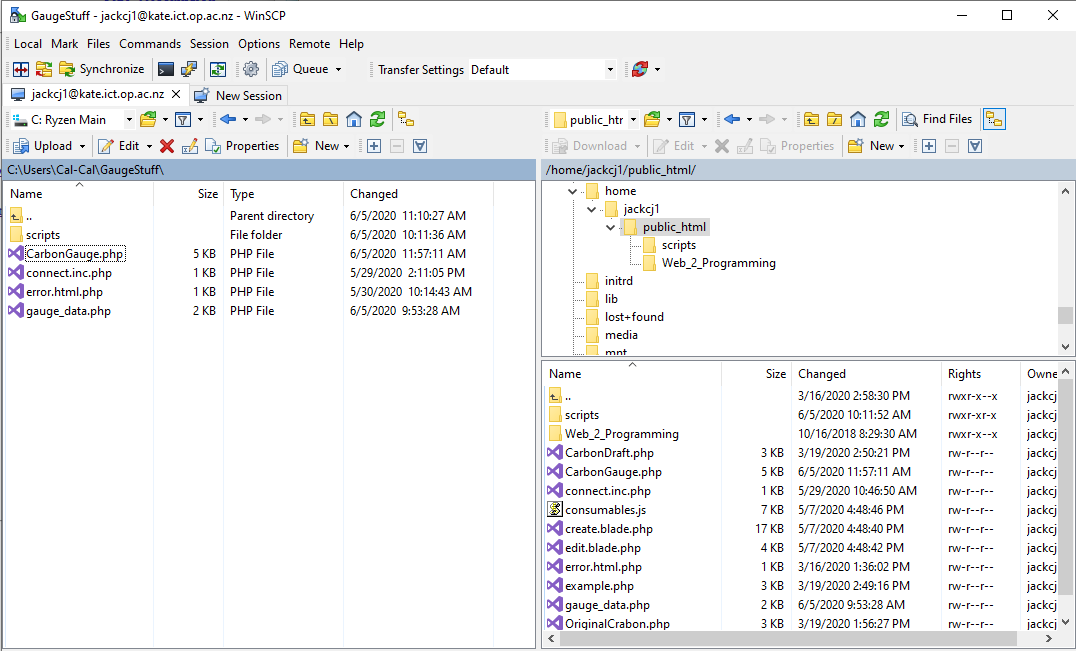 GaugeStuff - jackcj1@kate.ict.op.ac.nz - WinSCP
Local Mark Files Commands Session Options Remote Help
Synchronize Queue Transfer Settings Default
jackcj1@kate.ict.op.ac.nz New Session
C: Ryzen Main
Upload Edit Properties New
C:\Users\Cal-Cal\GaugeStuff\
Name Size Type Changed
.. Parent directory 6/5/2020 11:10:27 AM
scripts File folder 6/5/2020 10:11:36 AM
CarbonGauge.php 5 KB PHP File 6/5/2020 11:57:11 AM
connect.inc.php 1 KB PHP File 5/29/2020 2:11:05 PM
error.html.php 1 KB PHP File 5/30/2020 10:14:43 AM
gauge_data.php 2 KB PHP File 6/5/2020 9:53:28 AM
public_htr Find Files
Download Edit Properties New
/home/jackcj1/public_html/
home
jackcj1
public_html
scripts
Web_2_Programming
initrd
lib
lost+found
media
mnt
Name Size Changed Rights Owne
.. 3/16/2020 2:58:30 PM rwxr-x--x jackcj
scripts 6/5/2020 10:11:52 AM rwxr-xr-x jackcj
Web_2_Programming 10/16/2018 8:29:30 AM rwxr-x--x jackcj
CarbonDraft.php 3 KB 3/19/2020 2:50:21 PM rw-r--r-- jackcj
CarbonGauge.php 5 KB 6/5/2020 11:57:11 AM rw-r--r-- jackcj
connect.inc.php 1 KB 5/29/2020 10:46:50 AM rw-r--r-- jackcj
consumables.js 7 KB 5/7/2020 4:48:46 PM rw-r--r-- jackcj
create.blade.php 17 KB 5/7/2020 4:48:40 PM rw-r--r-- jackcj
edit.blade.php 4 KB 5/7/2020 4:48:42 PM rw-r--r-- jackcj
error.html.php 1 KB 3/16/2020 1:36:02 PM rw-r--r-- jackcj
example.php 3 KB 3/19/2020 2:49:16 PM rw-r--r-- jackcj
gauge_data.php 2 KB 6/5/2020 9:53:28 AM rw-r--r-- jackcj
OriginalCrabon.php 3 KB 3/19/2020 1:56:27 PM rw-r--r-- jackcj